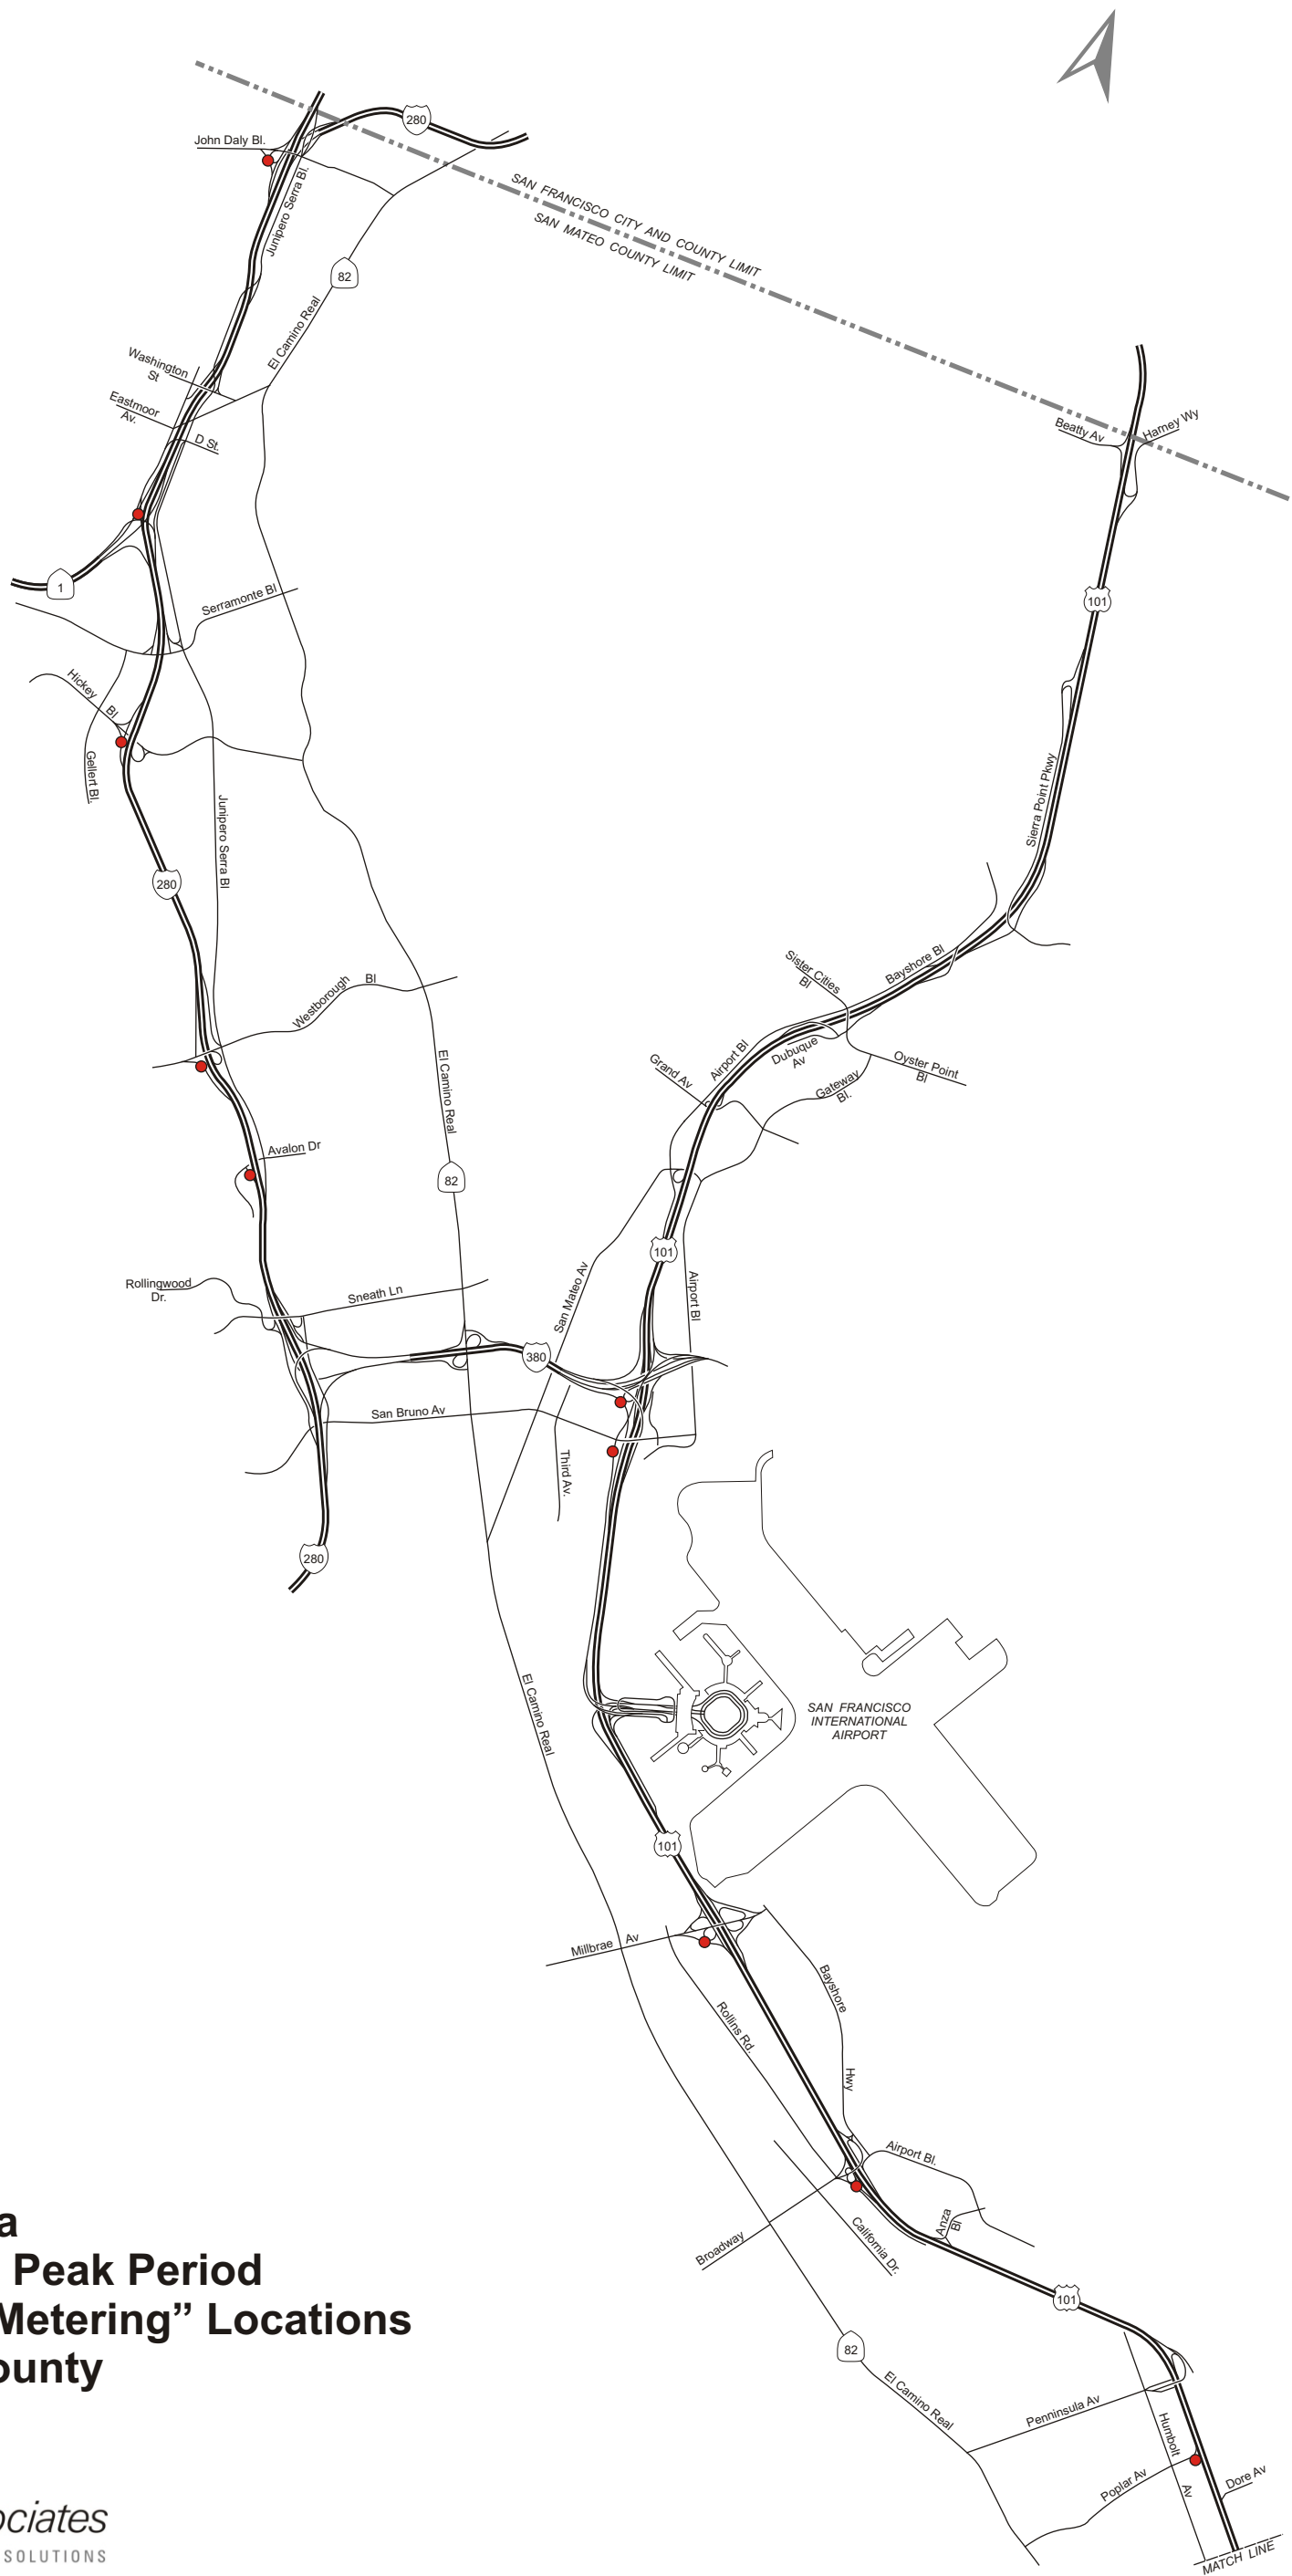 280
John Daly Bl.
Junipero Serra Bl.
SAN FRANCISCO CITY AND COUNTY LIMIT
SAN MATEO COUNTY LIMIT
82
El Camino Real
Washington
St
Eastmoor
Av.
D St.
Beatty Av
Harney Wy
1
Serramonte Bl
101
Hickey
Bl
Gellert Bl.
Junipero Serra Bl
Sierra Point Pkwy
280
Westborough
Bl
Sister Cities
Bl
Bayshore Bl
Airport Bl
Dubuque
Av
Grand Av
Gateway
Bl.
Oyster Point
Bl
El Camino Real
Avalon Dr
82
101
Rollingwood
Dr.
Sneath Ln
San Mateo Av
Airport Bl
380
San Bruno Av
Third Av.
280
El Camino Real
SAN FRANCISCO
INTERNATIONAL
AIRPORT
101
Millbrae
Av
Bayshore
Hwy
Rollins Rd.
Airport Bl.
Anza
Bl
Broadway
California Dr.
a
Peak Period
Metering” Locations
ounty
101
82
El Camino Real
Penninsula Av
Humbolt
Av
Poplar Av
Dore Av
MATCH LINE
ociates
SOLUTIONS